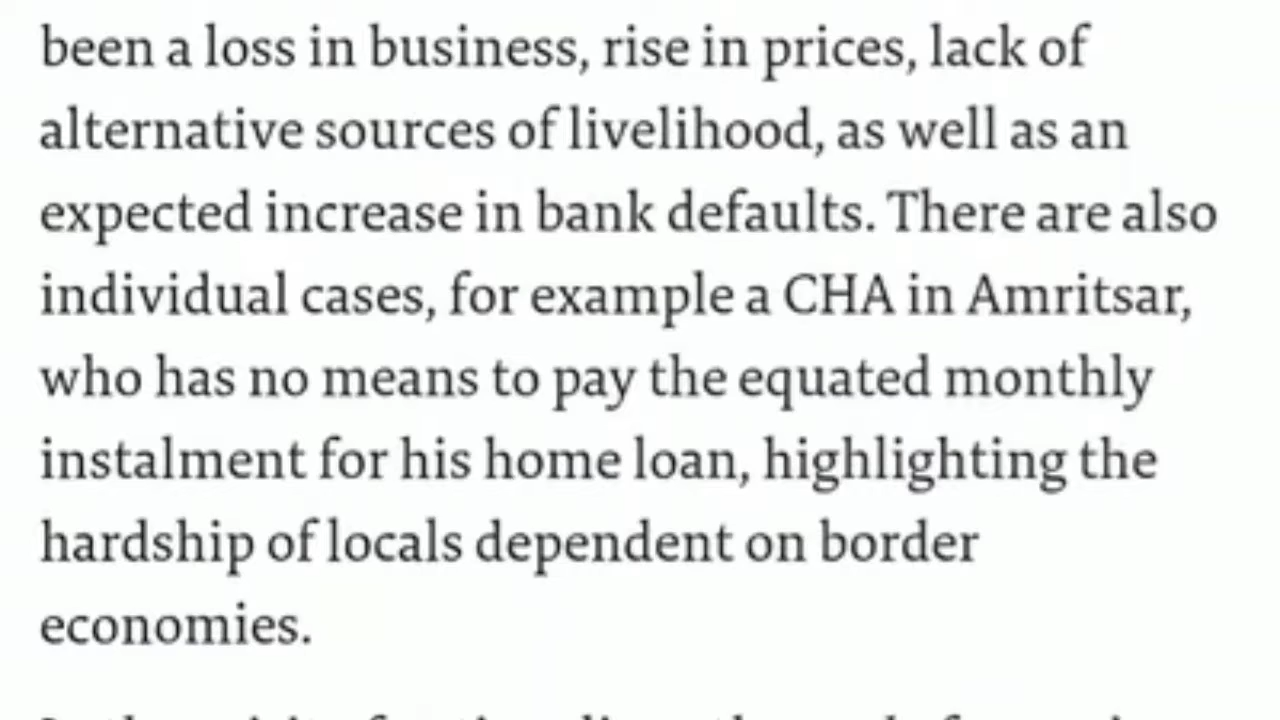 been a loss in business, rise in prices, lack of
alternative sources of livelihood, as well as an
expected increase in bank defaults. There are also
individual cases, for example a CHA in Amritsar,
who has no means to pay the equated monthly
instalment for his home loan, highlighting the
hardship of locals dependent on border
economies.